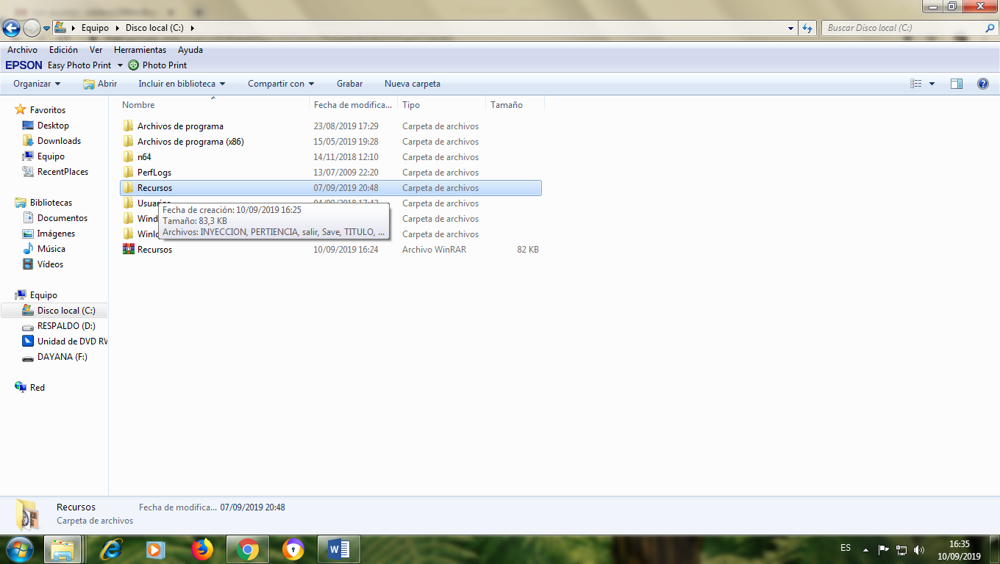 Equipo Disco local (C:) Buscar Disco local (C:)
Archivo Edición Ver Herramientas Ayuda
EPSON Easy Photo Print Photo Print
Organizar Abrir Incluir en biblioteca Compartir con Grabar Nueva carpeta
Nombre Fecha de modifica... Tipo Tamaño
Favoritos
Desktop
Downloads
Equipo
RecentPlaces
Bibliotecas
Documentos
Imágenes
Música
Vídeos
Equipo
Disco local (C:)
RESPALDO (D:)
Unidad de DVD RW
DAYANA (F:)
Red
Archivos de programa 23/08/2019 17:29 Carpeta de archivos
Archivos de programa (x86) 15/05/2019 19:28 Carpeta de archivos
n64 14/11/2018 12:10 Carpeta de archivos
PerfLogs 13/07/2009 22:20 Carpeta de archivos
Recursos 07/09/2019 20:48 Carpeta de archivos
Carpeta de archivos
Carpeta de archivos
Carpeta de archivos
Recursos 10/09/2019 16:24 Archivo WinRAR 82 KB
Fecha de creación: 10/09/2019 16:25
Tamaño: 83,3 KB
Archivos: INYECCION, PERTIENCIA, salir, Save, TITULO, ...
Recursos Fecha de modifica... 07/09/2019 20:48
Carpeta de archivos
ES 16:35
10/09/2019